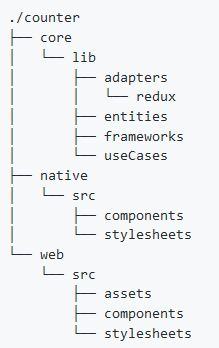 ./counter
├── core
│   └── lib
│       ├── adapters
│       │   └── redux
│       ├── entities
│       ├── frameworks
│       └── useCases
├── native
│   └── src
│       ├── components
│       └── stylesheets
└── web
    └── src
        ├── assets
        ├── components
        └── stylesheets